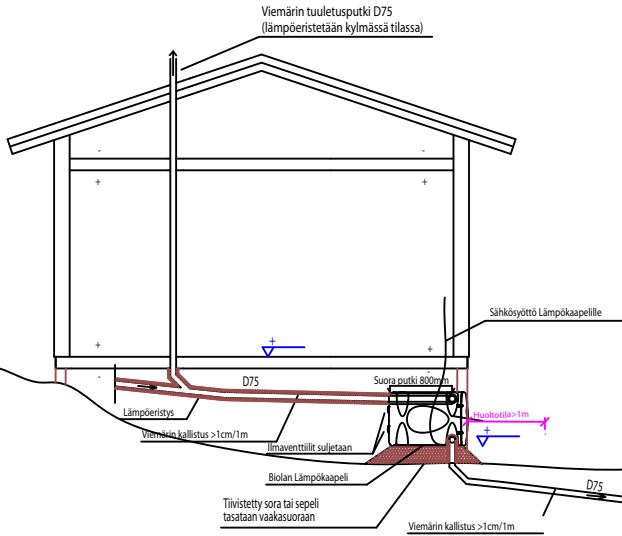 Viemärin tuuletusputki D75
(lämpöeristetään kylmässä tilassa)
- -
+ +
Sähkösyöttö Lämpökaapelille
+ + -
-
D75
Suora putki 800mm
Lämpöeristys
Huoltotila>1m
Viemärin kallistus >1cm/1m
+
Ilmaventtiilit suljetaan
Biolan Lämpökaapeli
D75
Tiivistetty sora tai sepeli
tasataan vaakasuoraan
Viemärin kallistus >1cm/1m